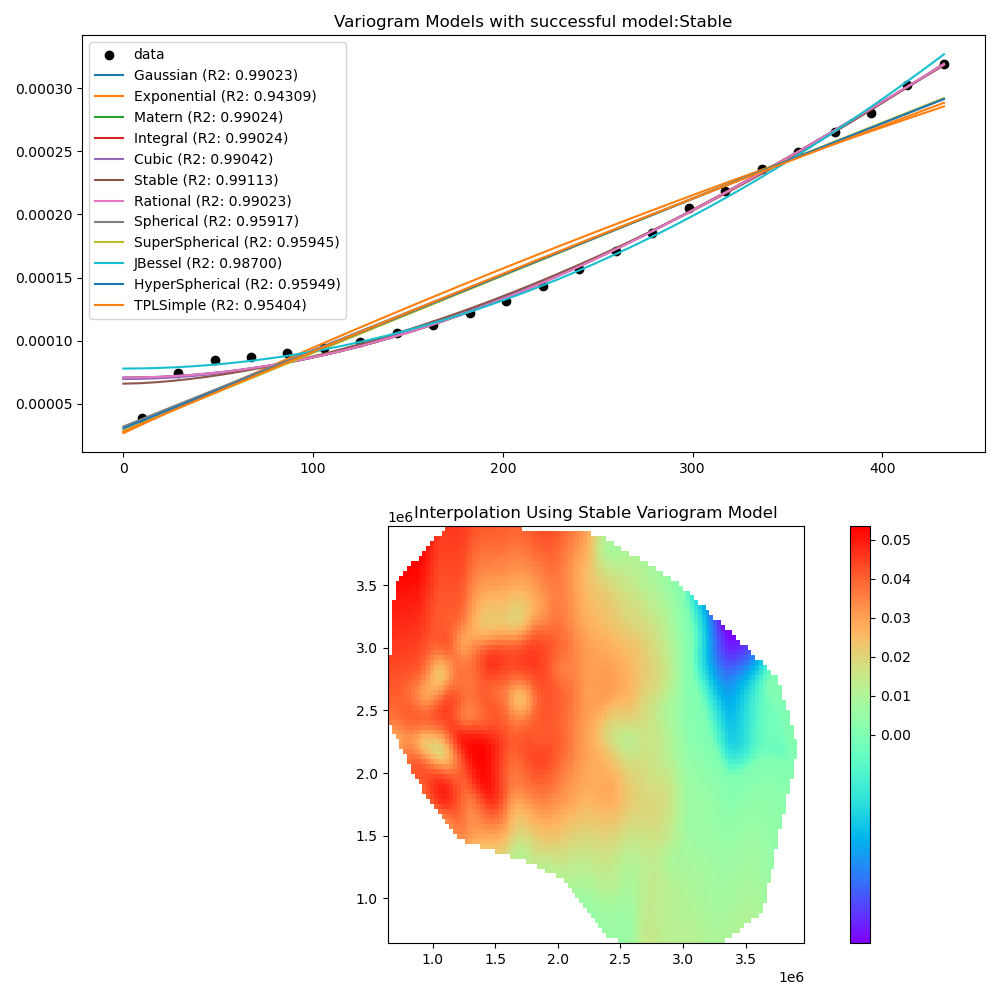 Variogram Models with successful model:Stable
data
Gaussian (R2: 0.99023)
Exponential (R2: 0.94309)
Matern (R2: 0.99024)
Integral (R2: 0.99024)
Cubic (R2: 0.99042)
Stable (R2: 0.99113)
Rational (R2: 0.99023)
Spherical (R2: 0.95917)
SuperSpherical (R2: 0.95945)
JBessel (R2: 0.98700)
HyperSpherical (R2: 0.95949)
TPLSimple (R2: 0.95404)
0.00030
0.00025
0.00020
0.00015
0.00010
0.00005
0 100 200 300 400
Interpolation Using Stable Variogram Model
1e6
3.5
3.0
2.5
2.0
1.5
1.0
1.0 1.5 2.0 2.5 3.0 3.5
1e6
0.05
0.04
0.03
0.02
0.01
0.00